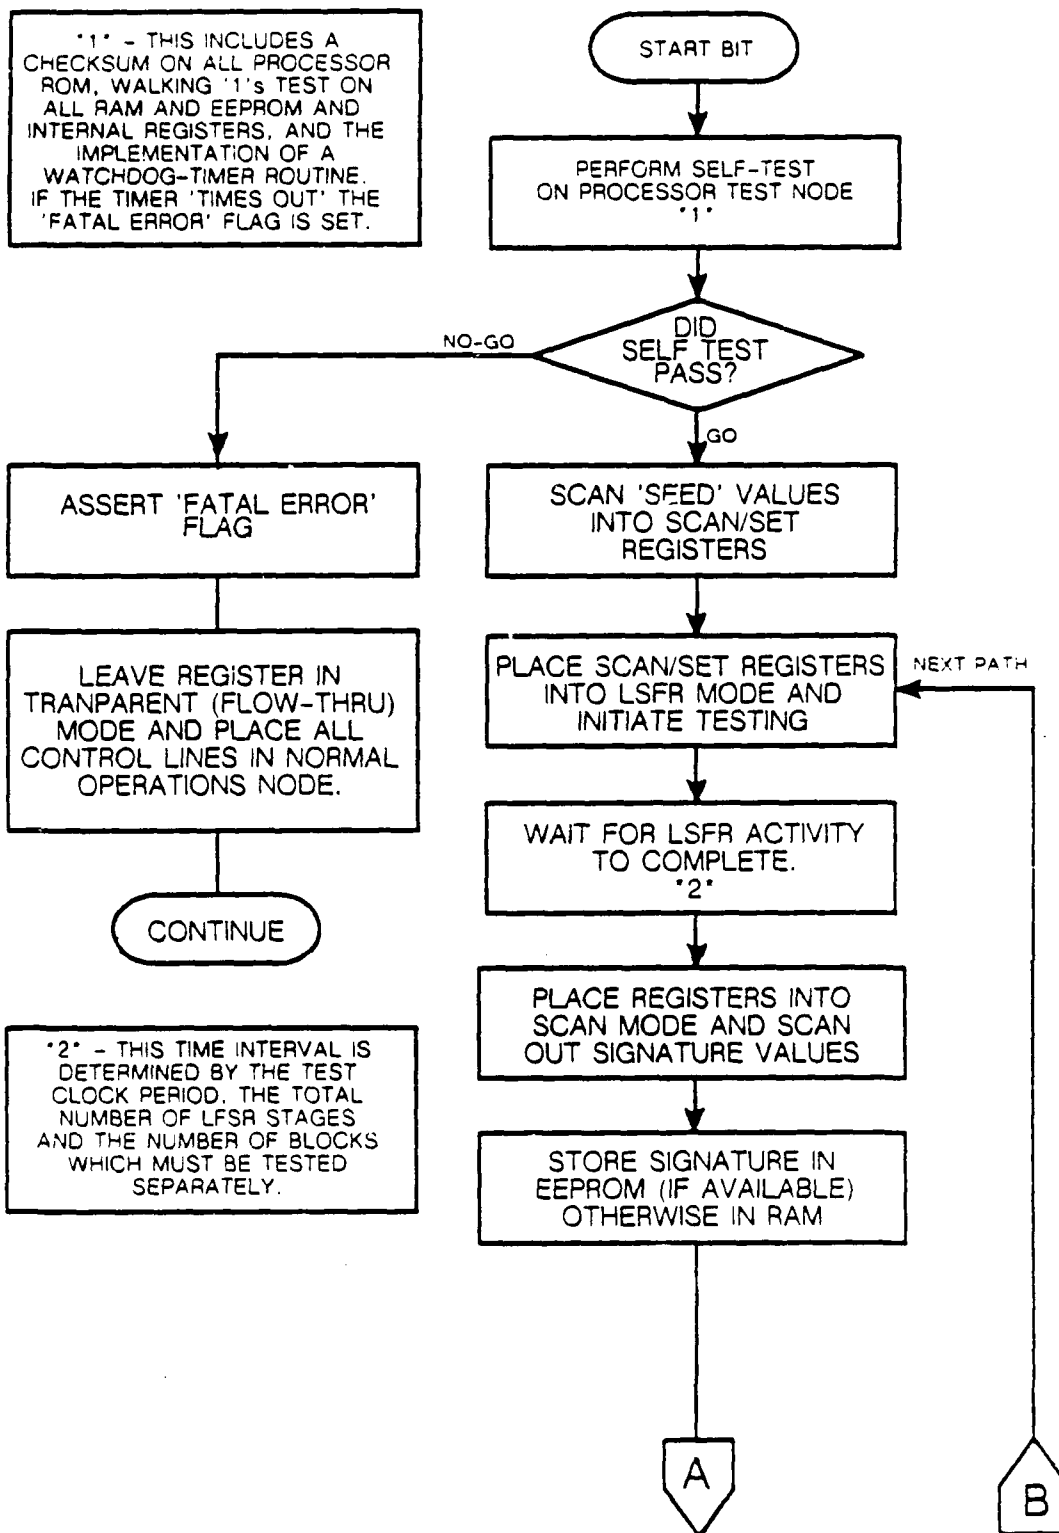 "1" - THIS INCLUDES A
CHECKSUM ON ALL PROCESSOR
ROM, WALKING '1's TEST ON
ALL RAM AND EEPROM AND
INTERNAL REGISTERS, AND THE
IMPLEMENTATION OF A
WATCHDOG-TIMER ROUTINE.
IF THE TIMER 'TIMES OUT' THE
'FATAL ERROR' FLAG IS SET.
START BIT
PERFORM SELF-TEST
ON PROCESSOR TEST NODE
"1"
DID
SELF TEST
PASS?
NO-GO
GO
ASSERT 'FATAL ERROR'
FLAG
LEAVE REGISTER IN
TRANPARENT (FLOW-THRU)
MODE AND PLACE ALL
CONTROL LINES IN NORMAL
OPERATIONS NODE.
CONTINUE
SCAN 'SEED' VALUES
INTO SCAN/SET
REGISTERS
PLACE SCAN/SET REGISTERS
INTO LSFR MODE AND
INITIATE TESTING
NEXT PATH
WAIT FOR LSFR ACTIVITY
TO COMPLETE.
"2"
PLACE REGISTERS INTO
SCAN MODE AND SCAN
OUT SIGNATURE VALUES
"2" - THIS TIME INTERVAL IS
DETERMINED BY THE TEST
CLOCK PERIOD, THE TOTAL
NUMBER OF LFSR STAGES
AND THE NUMBER OF BLOCKS
WHICH MUST BE TESTED
SEPARATELY.
STORE SIGNATURE IN
EEPROM (IF AVAILABLE)
OTHERWISE IN RAM
A
B